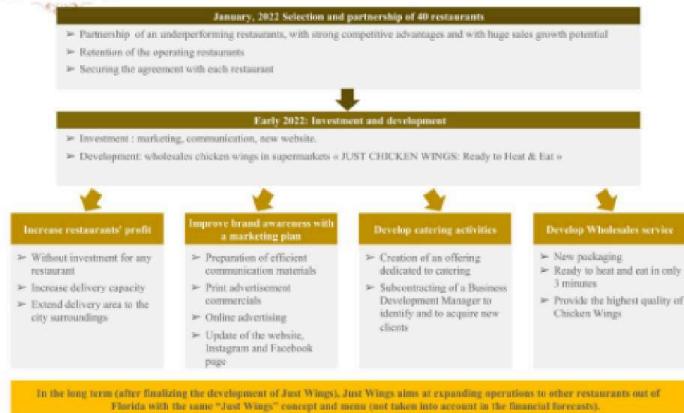 January, 2022 Selection and partnership of 40 restaurants
➢ Partnership of an underperforming restaurants, with strong competitive advantages and with huge sales growth potential
➢ Retention of the operating restaurants
➢ Securing the agreement with each restaurant
Early 2022: Investment and development
➢ Investment : marketing, communication, new website.
➢ Development: wholesales chicken wings in supermarkets « JUST CHICKEN WINGS: Ready to Heat & Eat »
Increase restaurants' profit
➢ Without investment for any
restaurant
➢ Increase delivery capacity
➢ Extend delivery area to the
city surroundings
Improve brand awareness with
a marketing plan
➢ Preparation of efficient
communication materials
➢ Print advertisement
commercials
➢ Online advertising
➢ Update of the website,
Instagram and Facebook
page
Develop catering activities
➢ Creation of an offering
dedicated to catering
➢ Subcontracting of a Business
Development Manager to
identify and to acquire new
clients
Develop Wholesales service
➢ New packaging
➢ Ready to heat and eat in only
3 minutes
➢ Provide the highest quality of
Chicken Wings
In the long term (after finalizing the development of Just Wings), Just Wings aims at expanding operations to other restaurants out of
Florida with the same "Just Wings" concept and menu (not taken into account in the financial forecasts).